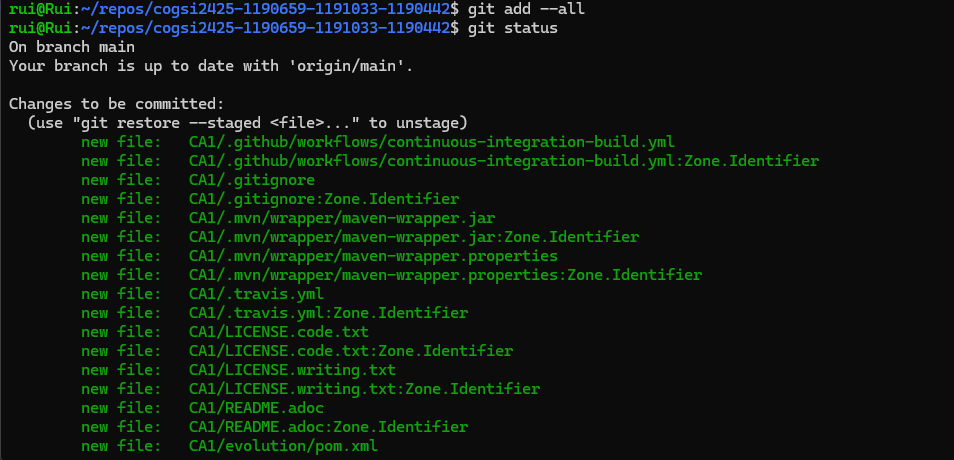 rui@Rui:~/repos/cogsi2425-1190659-1191033-1190442$ git add --all
rui@Rui:~/repos/cogsi2425-1190659-1191033-1190442$ git status
On branch main
Your branch is up to date with 'origin/main'.
Changes to be committed:
(use "git restore --staged <file>..." to unstage)
new file: CA1/.github/workflows/continuous-integration-build.yml
new file: CA1/.github/workflows/continuous-integration-build.yml:Zone.Identifier
new file: CA1/.gitignore
new file: CA1/.gitignore:Zone.Identifier
new file: CA1/.mvn/wrapper/maven-wrapper.jar
new file: CA1/.mvn/wrapper/maven-wrapper.jar:Zone.Identifier
new file: CA1/.mvn/wrapper/maven-wrapper.properties
new file: CA1/.mvn/wrapper/maven-wrapper.properties:Zone.Identifier
new file: CA1/.travis.yml
new file: CA1/.travis.yml:Zone.Identifier
new file: CA1/LICENSE.code.txt
new file: CA1/LICENSE.code.txt:Zone.Identifier
new file: CA1/LICENSE.writing.txt
new file: CA1/LICENSE.writing.txt:Zone.Identifier
new file: CA1/README.adoc
new file: CA1/README.adoc:Zone.Identifier
new file: CA1/evolution/pom.xml